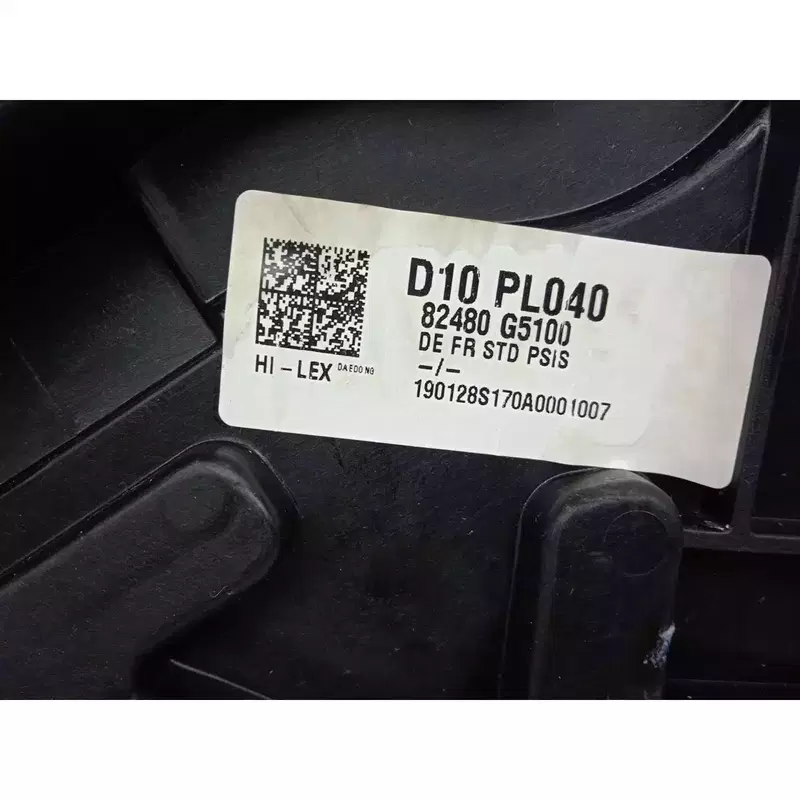 D10 PL040
82480 G5100
DE FR STD PSIS
-/-
190128S170A0001007
HI-LEX DAEDONG